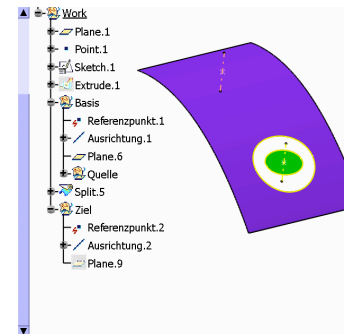 Work
Plane.1
Point.1
Sketch.1
Extrude.1
Basis
Referenzpunkt.1
Ausrichtung.1
Plane.6
Quelle
Split.5
Ziel
Referenzpunkt.2
Ausrichtung.2
Plane.9